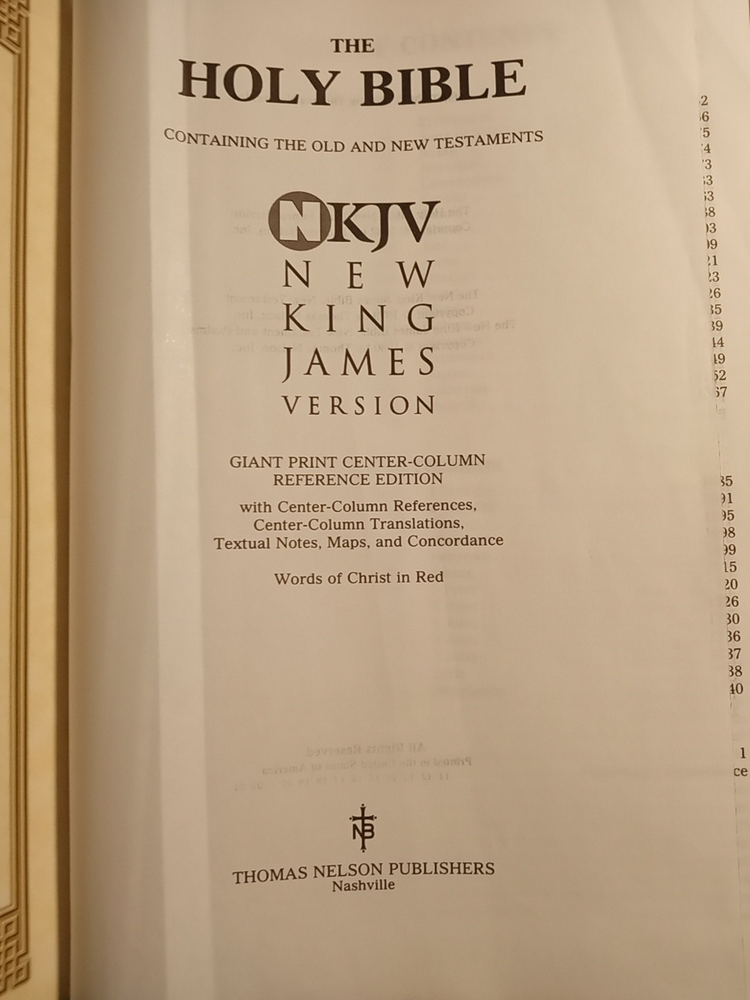 THE
HOLY BIBLE
CONTAINING THE OLD AND NEW TESTAMENTS
NKJV
NEW
KING
JAMES
VERSION
GIANT PRINT CENTER-COLUMN
REFERENCE EDITION
with Center-Column References,
Center-Column Translations,
Textual Notes, Maps, and Concordance
Words of Christ in Red
NB
THOMAS NELSON PUBLISHERS
Nashville